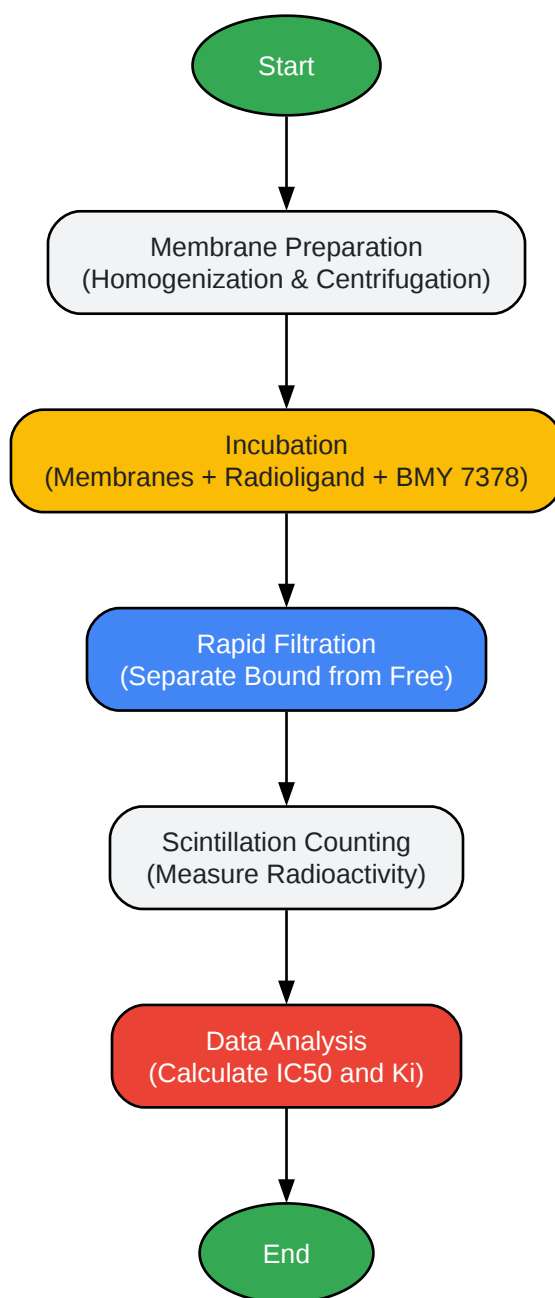 Start
Membrane Preparation
(Homogenization & Centrifugation)
Incubation
(Membranes + Radioligand + BMY 7378)
Rapid Filtration
(Separate Bound from Free)
Scintillation Counting
(Measure Radioactivity)
Data Analysis
(Calculate IC50 and Ki)
End